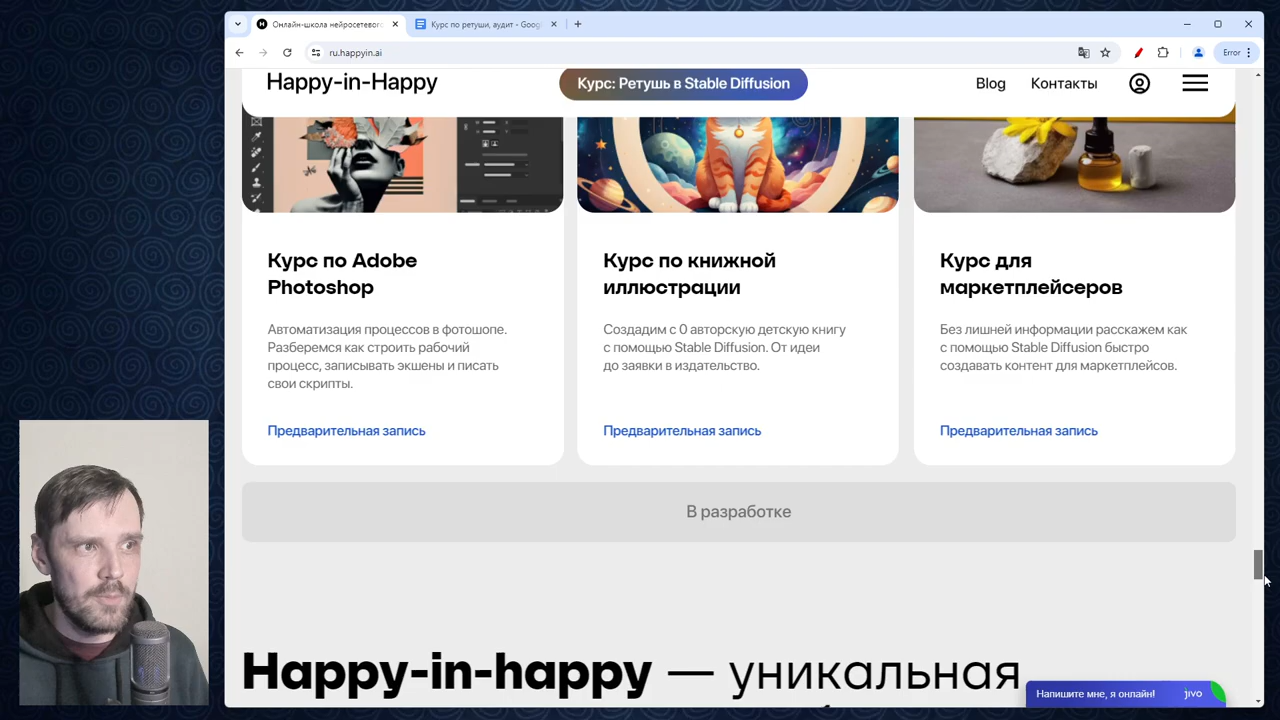 Онлайн-школа нейросетевого
Курс по ретуши, аудит - Goog
ru.happyin.ai
Error
Happy-in-Happy
Курс: Ретушь в Stable Diffusion
Blog
Контакты
Курс по Adobe
Photoshop
Автоматизация процессов в фотошопе.
Разберемся как строить рабочий
процесс, записывать экшены и писать
свои скрипты.
Предварительная запись
Курс по книжной
иллюстрации
Создадим с 0 авторскую детскую книгу
с помощью Stable Diffusion. От идеи
до заявки в издательство.
Предварительная запись
Курс для
маркетплейсеров
Без лишней информации расскажем как
с помощью Stable Diffusion быстро
создавать контент для маркетплейсов.
Предварительная запись
В разработке
Happy-in-happy — уникальная
Напишите мне, я онлайн!
jivo